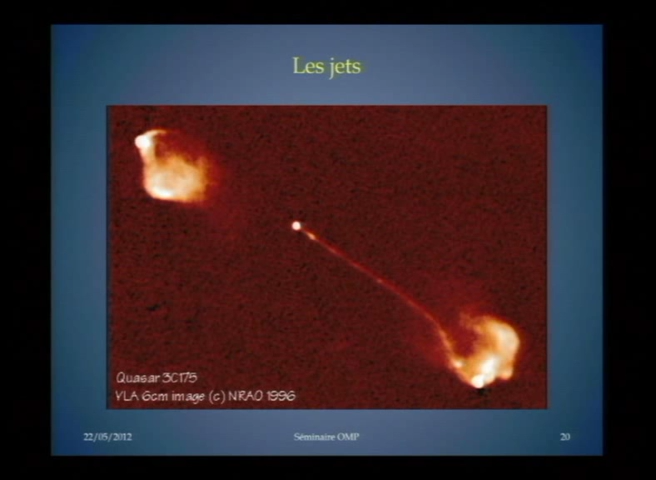 Les jets
Quasar 3C175
VLA 6cm image (c) NRAO 1996
22/05/2012
Séminaire OMP
20